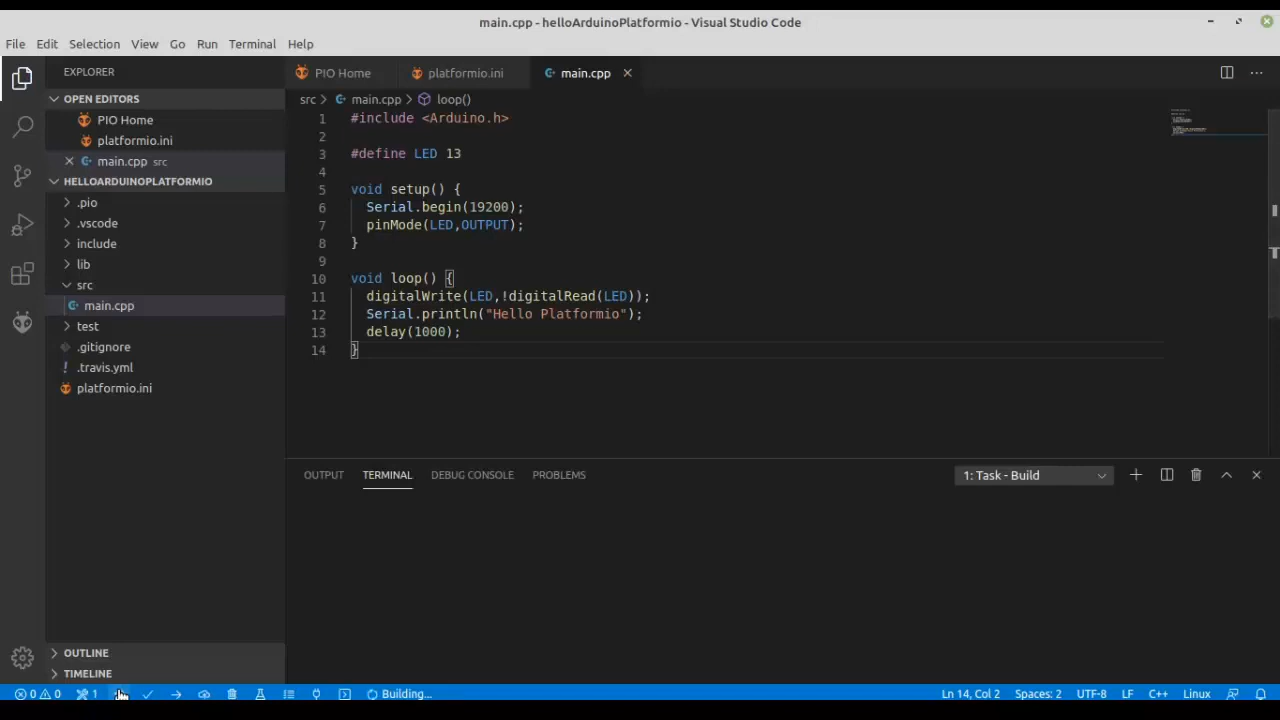 main.cpp - helloArduinoPlatformio - Visual Studio Code
File Edit Selection View Go Run Terminal Help
EXPLORER
OPEN EDITORS
PIO Home
platformio.ini
main.cpp src
HELLOARDUINOPLATFORMIO
.pio
.vscode
include
lib
src
main.cpp
test
.gitignore
.travis.yml
platformio.ini
OUTLINE
TIMELINE
PIO Home platformio.ini main.cpp
src > main.cpp > loop()
1 #include <Arduino.h>
2
3 #define LED 13
4
5 void setup() {
6 Serial.begin(19200);
7 pinMode(LED,OUTPUT);
8 }
9
10 void loop() {
11 digitalWrite(LED,!digitalRead(LED));
12 Serial.println("Hello Platformio");
13 delay(1000);
14 }
OUTPUT TERMINAL DEBUG CONSOLE PROBLEMS 1: Task - Build
0 0 1 Building... Ln 14, Col 2 Spaces: 2 UTF-8 LF C++ Linux